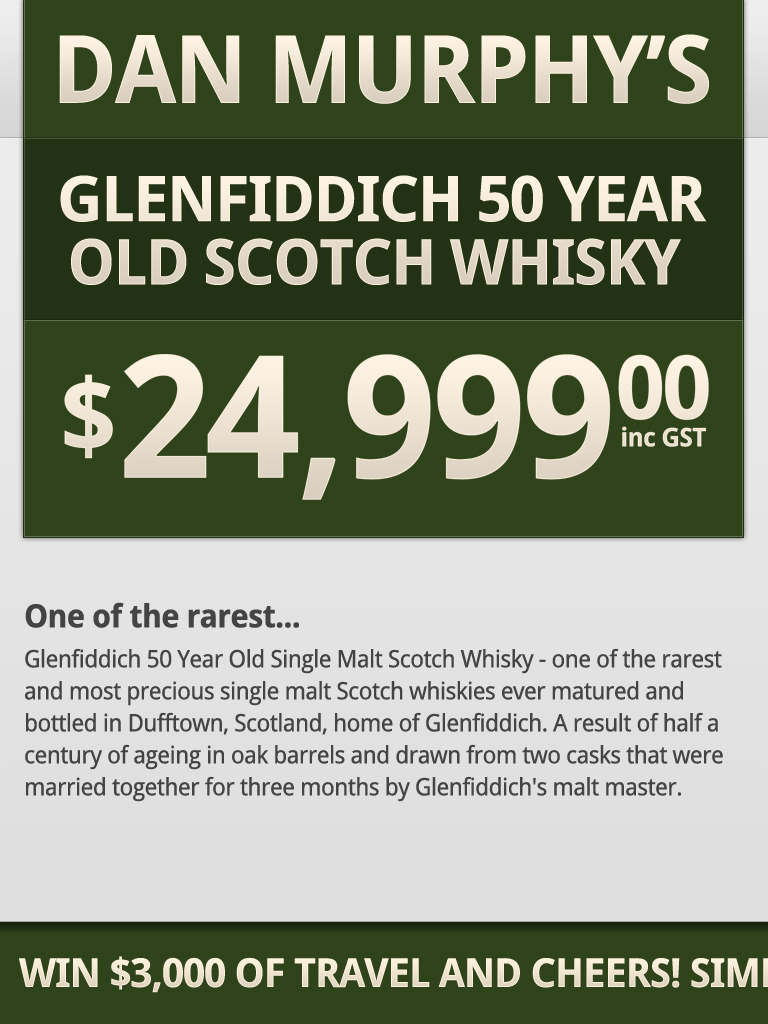 DAN MURPHY’S
GLENFIDDICH 50 YEAR
OLD SCOTCH WHISKY
$24,999 00
inc GST
One of the rarest...
Glenfiddich 50 Year Old Single Malt Scotch Whisky - one of the rarest
and most precious single malt Scotch whiskies ever matured and
bottled in Dufftown, Scotland, home of Glenfiddich. A result of half a
century of ageing in oak barrels and drawn from two casks that were
married together for three months by Glenfiddich's malt master.
WIN $3,000 OF TRAVEL AND CHEERS!